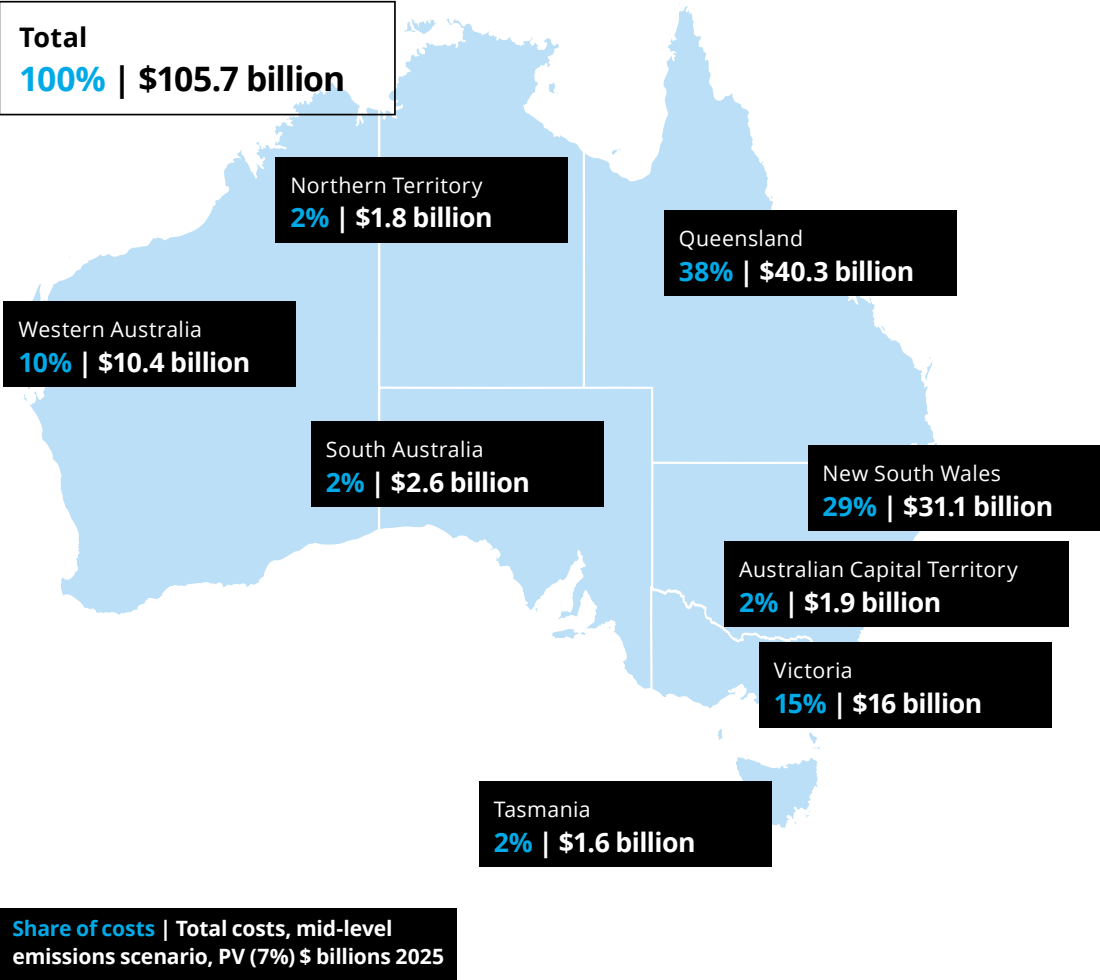 Total
100% | $105.7 billion
Northern Territory
2% | $1.8 billion
Queensland
38% | $40.3 billion
Western Australia
10% | $10.4 billion
South Australia
2% | $2.6 billion
New South Wales
29% | $31.1 billion
Australian Capital Territory
2% | $1.9 billion
Victoria
15% | $16 billion
Tasmania
2% | $1.6 billion
Share of costs | Total costs, mid-level
emissions scenario, PV (7%) $ billions 2025